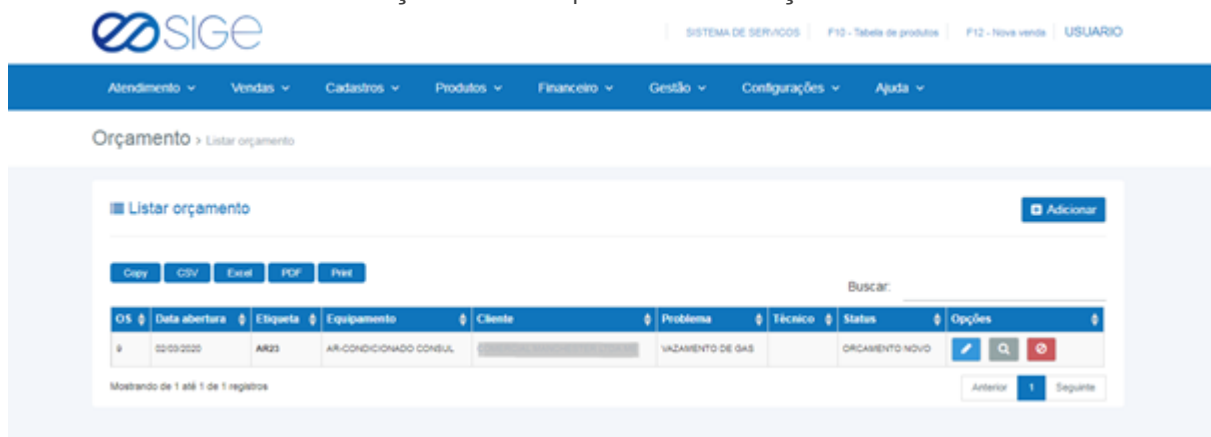 SIGE
SISTEMA DE SERVICOS F10 - Tabela de produtos F12 - Nova venda USUARIO
Atendimento Vendas Cadastros Produtos Financeiro Gestão Configurações Ajuda
Orçamento > Listar orçamento
Listar orçamento Adicionar
Copy CSV Excel PDF Print
Buscar:
OS Data abertura Etiqueta Equipamento Cliente Problema Técnico Status Opções
9 02/03/2020 AR23 AR-CONDICIONADO CONSUL VAZAMENTO DE GAS ORCAMENTO NOVO
Mostrando de 1 até 1 de 1 registros Anterior 1 Seguinte